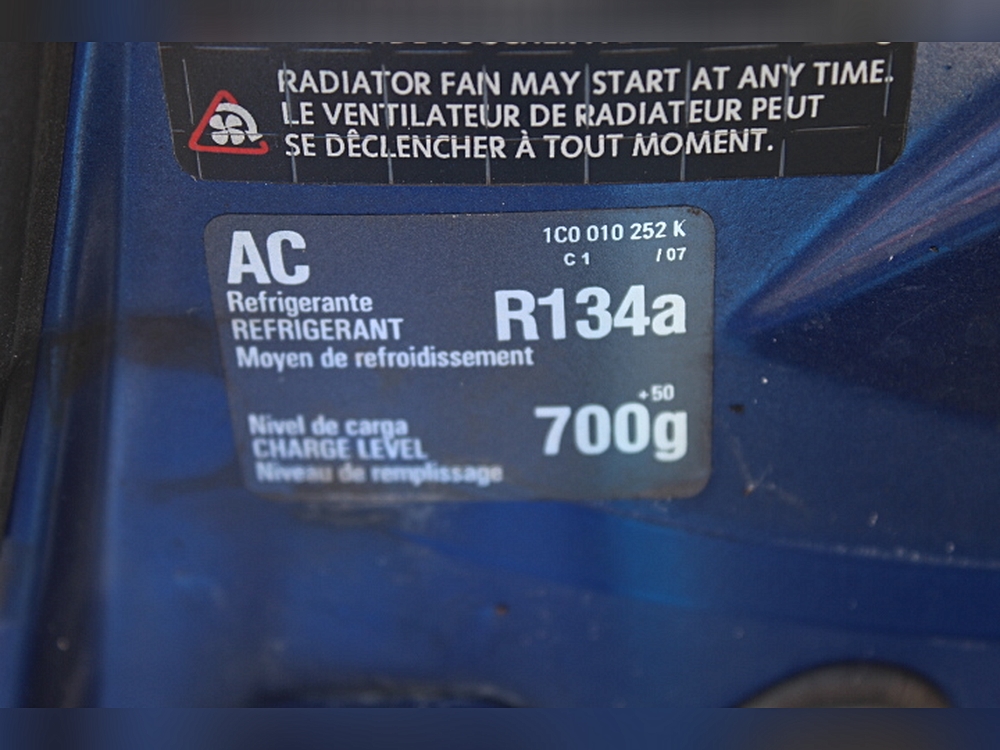 RADIATOR FAN MAY START AT ANY TIME.
LE VENTILATEUR DE RADIATEUR PEUT
SE DÊCLENCHER À TOUT MOMENT.
AC
1C0 010 252 K
C 1 / 07
Refrigerante
REFRIGERANT
R134a
Moyen de refroidissement
+50
Nivel de carga
CHARGE LEVEL
700g
Niveau de remplissage